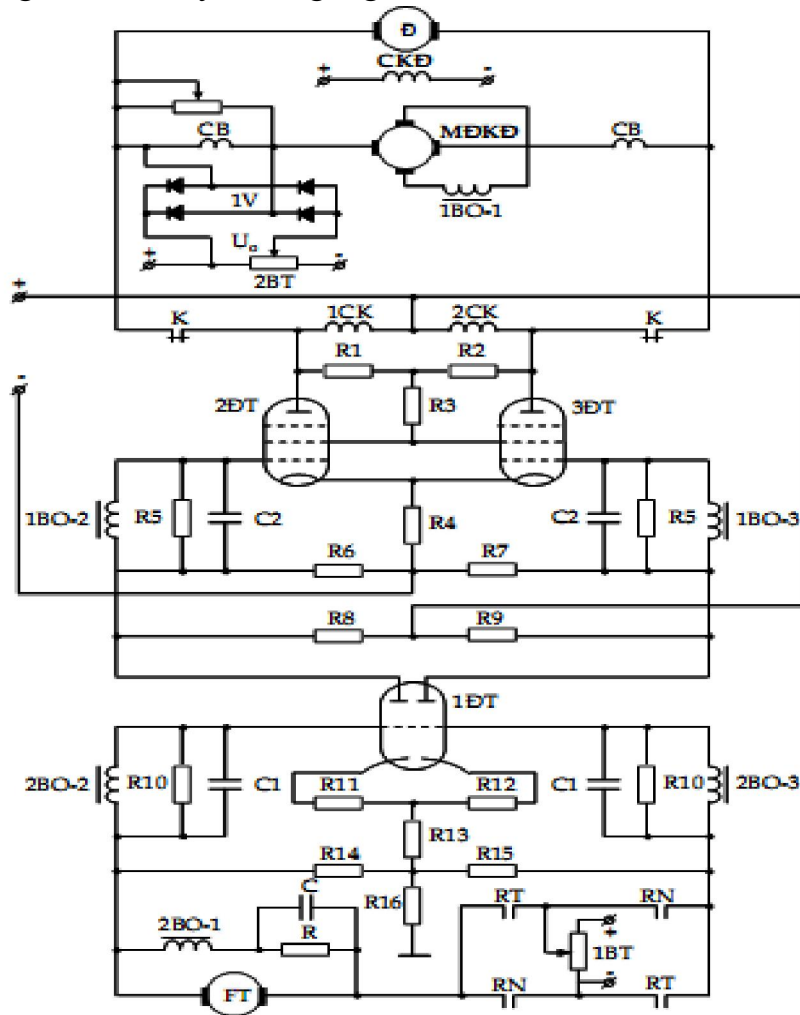 Đ
+ СКĐ -
CB MĐKĐ CB
1V
1BO-1
+ Uo -
2BT
+
K 1CK 2CK K
R1 R2
-
2ĐT R3 3ĐT
1BO-2 R5 C2 R4 C2 R5 1BO-3
R6 R7
R8 R9
1ĐT
2BO-2 R10 C1 R11 R12 C1 R10 2BO-3
R13
R14 R15
C R16 RT RN
2BO-1 R + 1BT -
FT RN RT